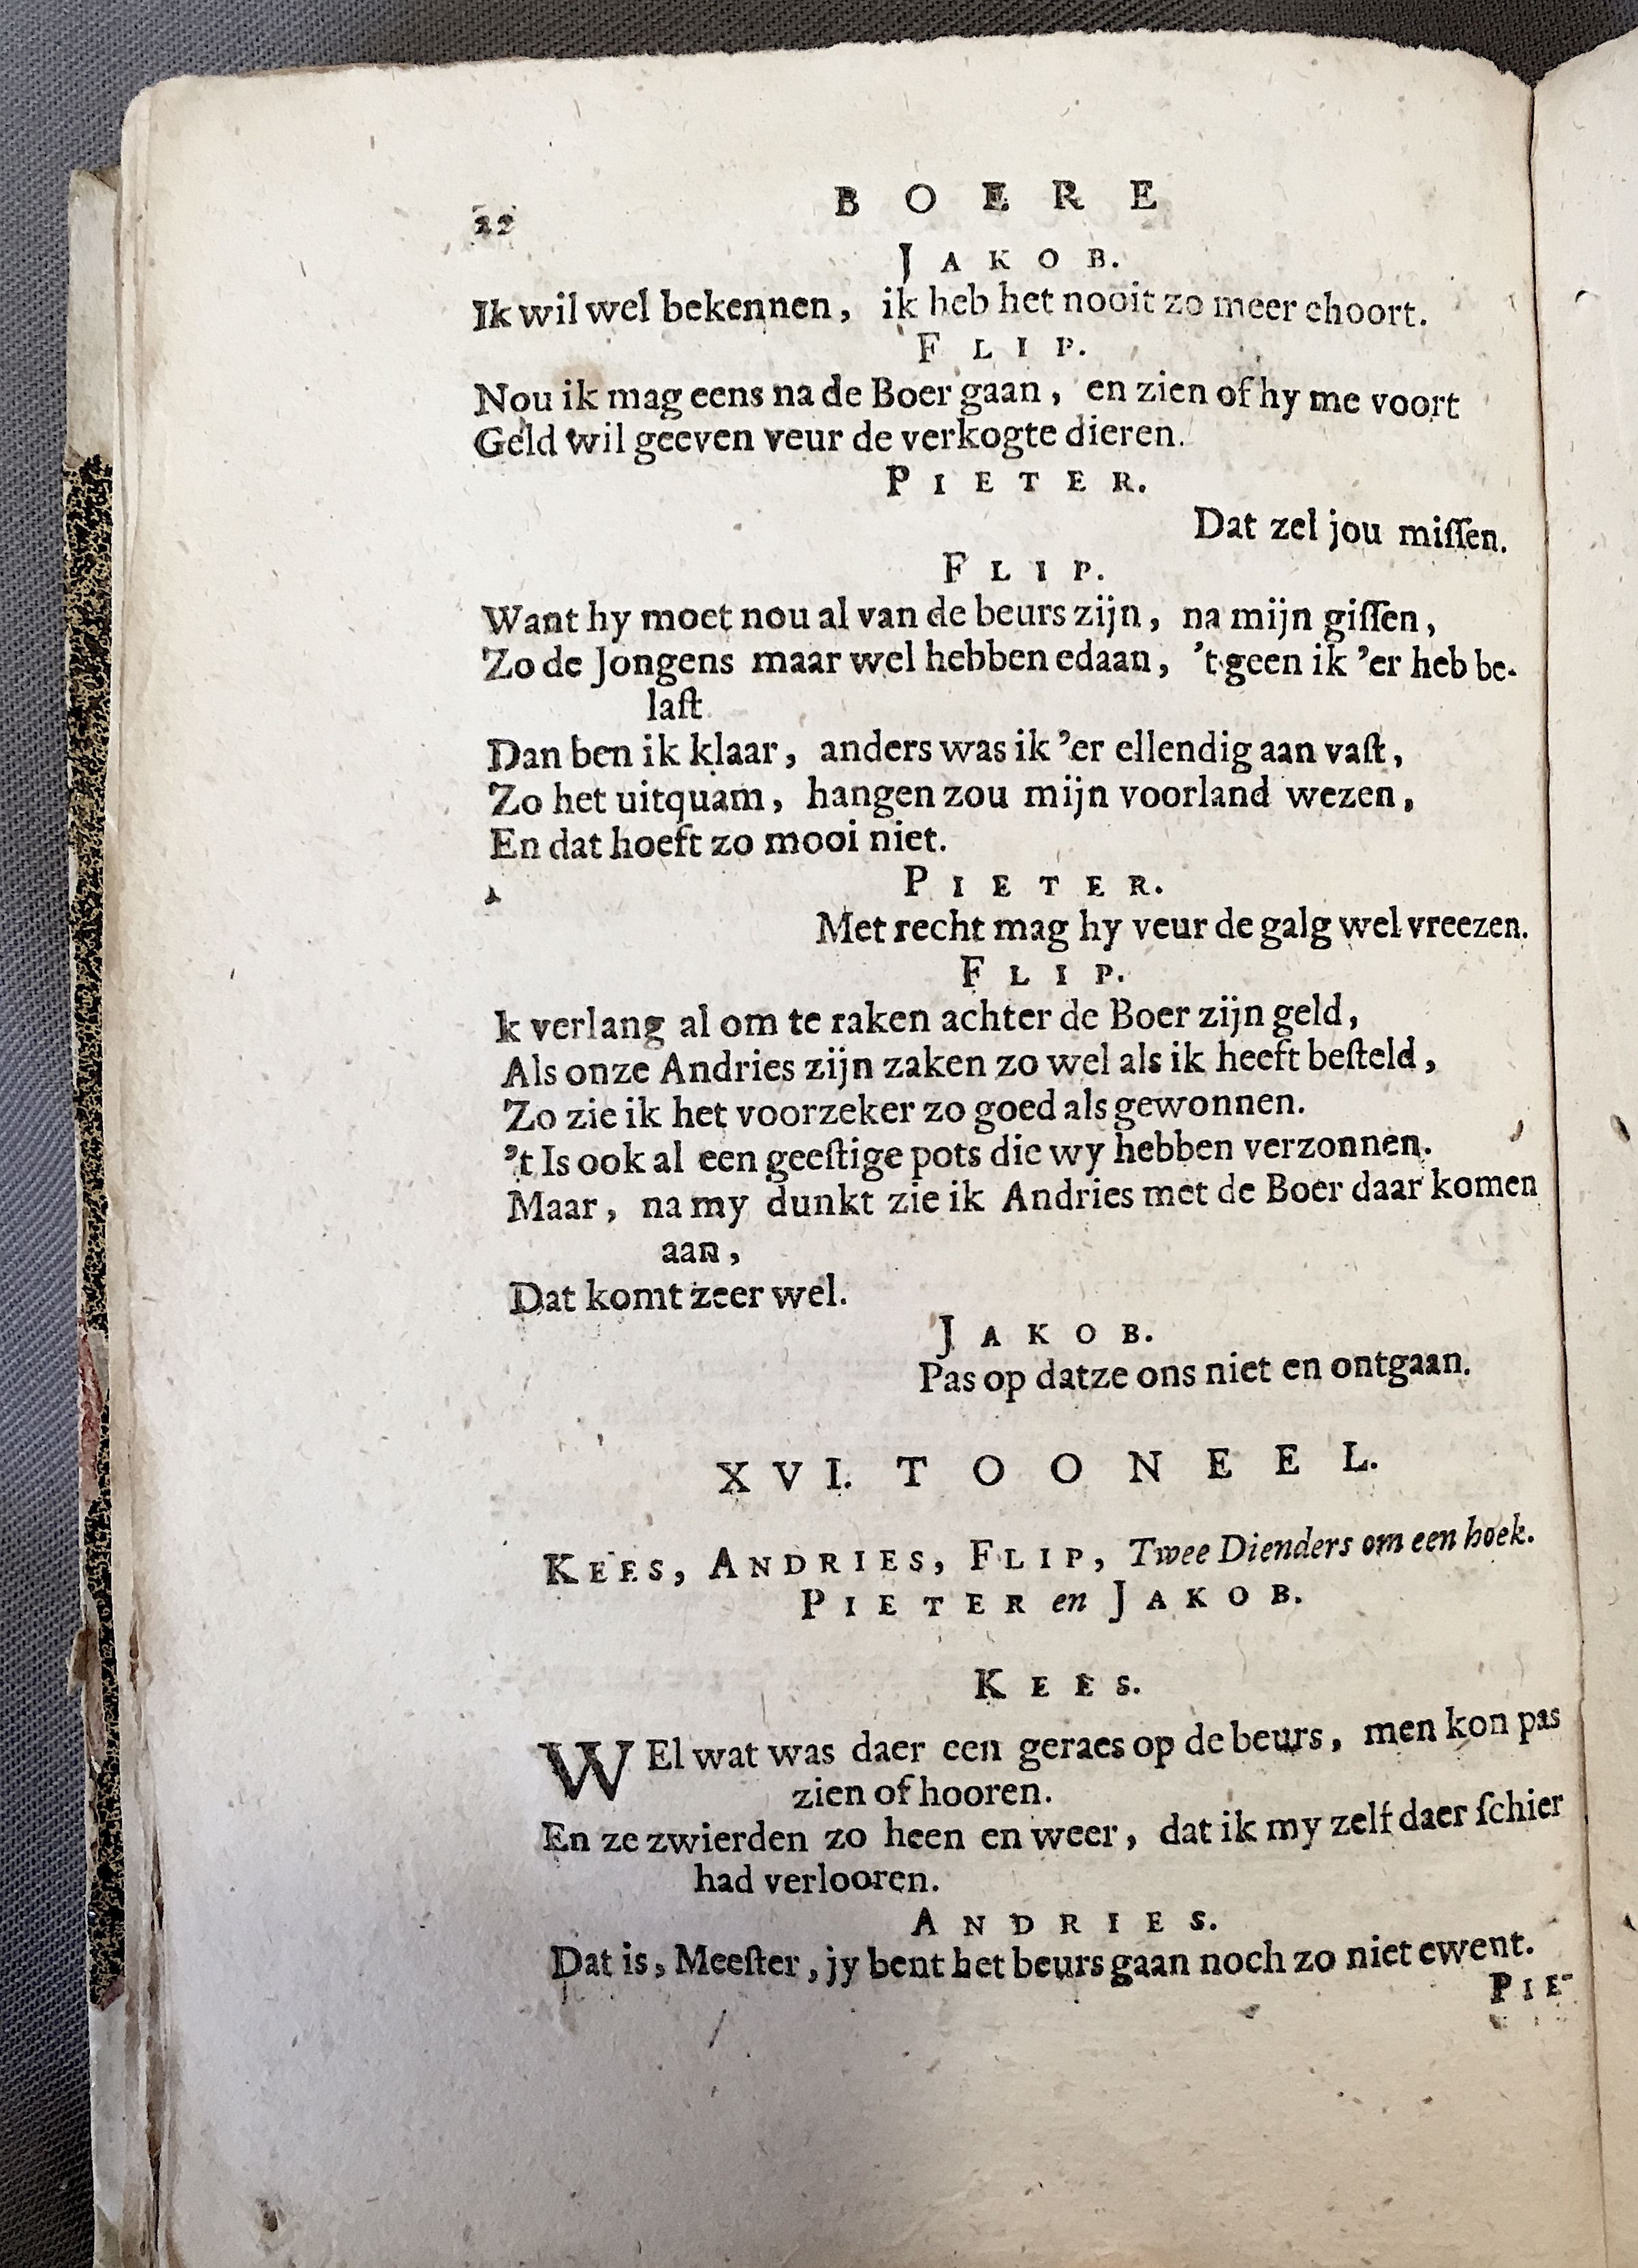 22 BOERE
JAKOB.
Ik wil wel bekennen, ik heb het nooit zo meer ehoort.
FLIP.
Nou ik mag eens na de Boer gaan, en zien of hy me voort
Geld wil geeven veur de verkogte dieren.
PIETER.
Dat zel jou miſſen.
FLIP.
Want hy moet nou al van de beurs zijn, na mijn giſſen,
Zo de Jongens maar wel hebben edaan, 't geen ik 'er heb be-
laſt
Dan ben ik klaar, anders was ik 'er ellendig aan vaſt,
Zo het uitquam, hangen zou mijn voorland wezen,
En dat hoeft zo mooi niet.
PIETER.
Met recht mag hy veur de galg wel vreezen.
FLIP.
k verlang al om te raken achter de Boer zijn geld,
Als onze Andries zijn zaken zo wel als ik heeft beſteld,
Zo zie ik het voorzeker zo goed als gewonnen.
't Is ook al een geeſtige pots die wy hebben verzonnen.
Maar, na my dunkt zie ik Andries met de Boer daar komen
aan,
Dat komt zeer wel.
JAKOB.
Pas op datze ons niet en ontgaan.
XVI. TOONEEL.
KEES, ANDRIES, FLIP, Twee Dienders om een hoek.
PIETER en JAKOB.
KEES.
WEl wat was daer een geraes op de beurs, men kon pas
zien of hooren.
En ze zwierden zo heen en weer, dat ik my zelf daer ſchier
had verlooren.
ANDRIES.
Dat is, Meeſter, jy bent het beurs gaan noch zo niet ewent.
PIE-